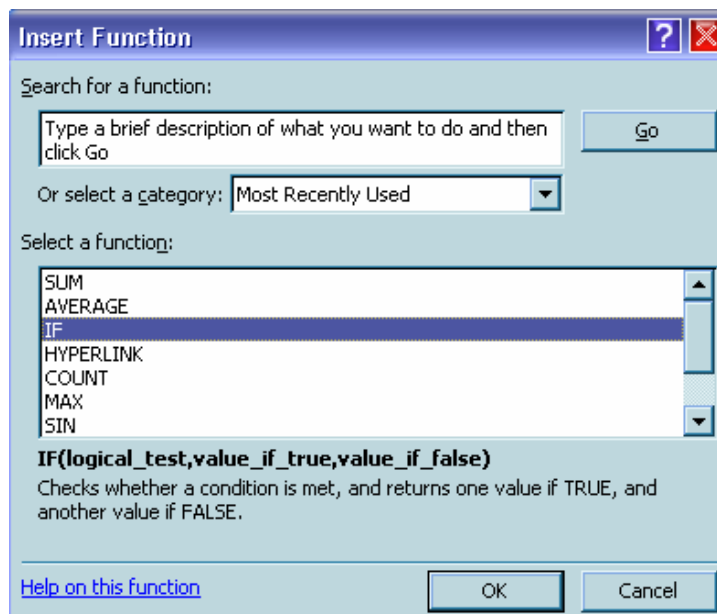 Insert Function
?
Search for a function:
Type a brief description of what you want to do and then
click Go
Go
Or select a category: Most Recently Used
Select a function:
SUM
AVERAGE
IF
HYPERLINK
COUNT
MAX
SIN
IF(logical_test,value_if_true,value_if_false)
Checks whether a condition is met, and returns one value if TRUE, and
another value if FALSE.
Help on this function
OK
Cancel